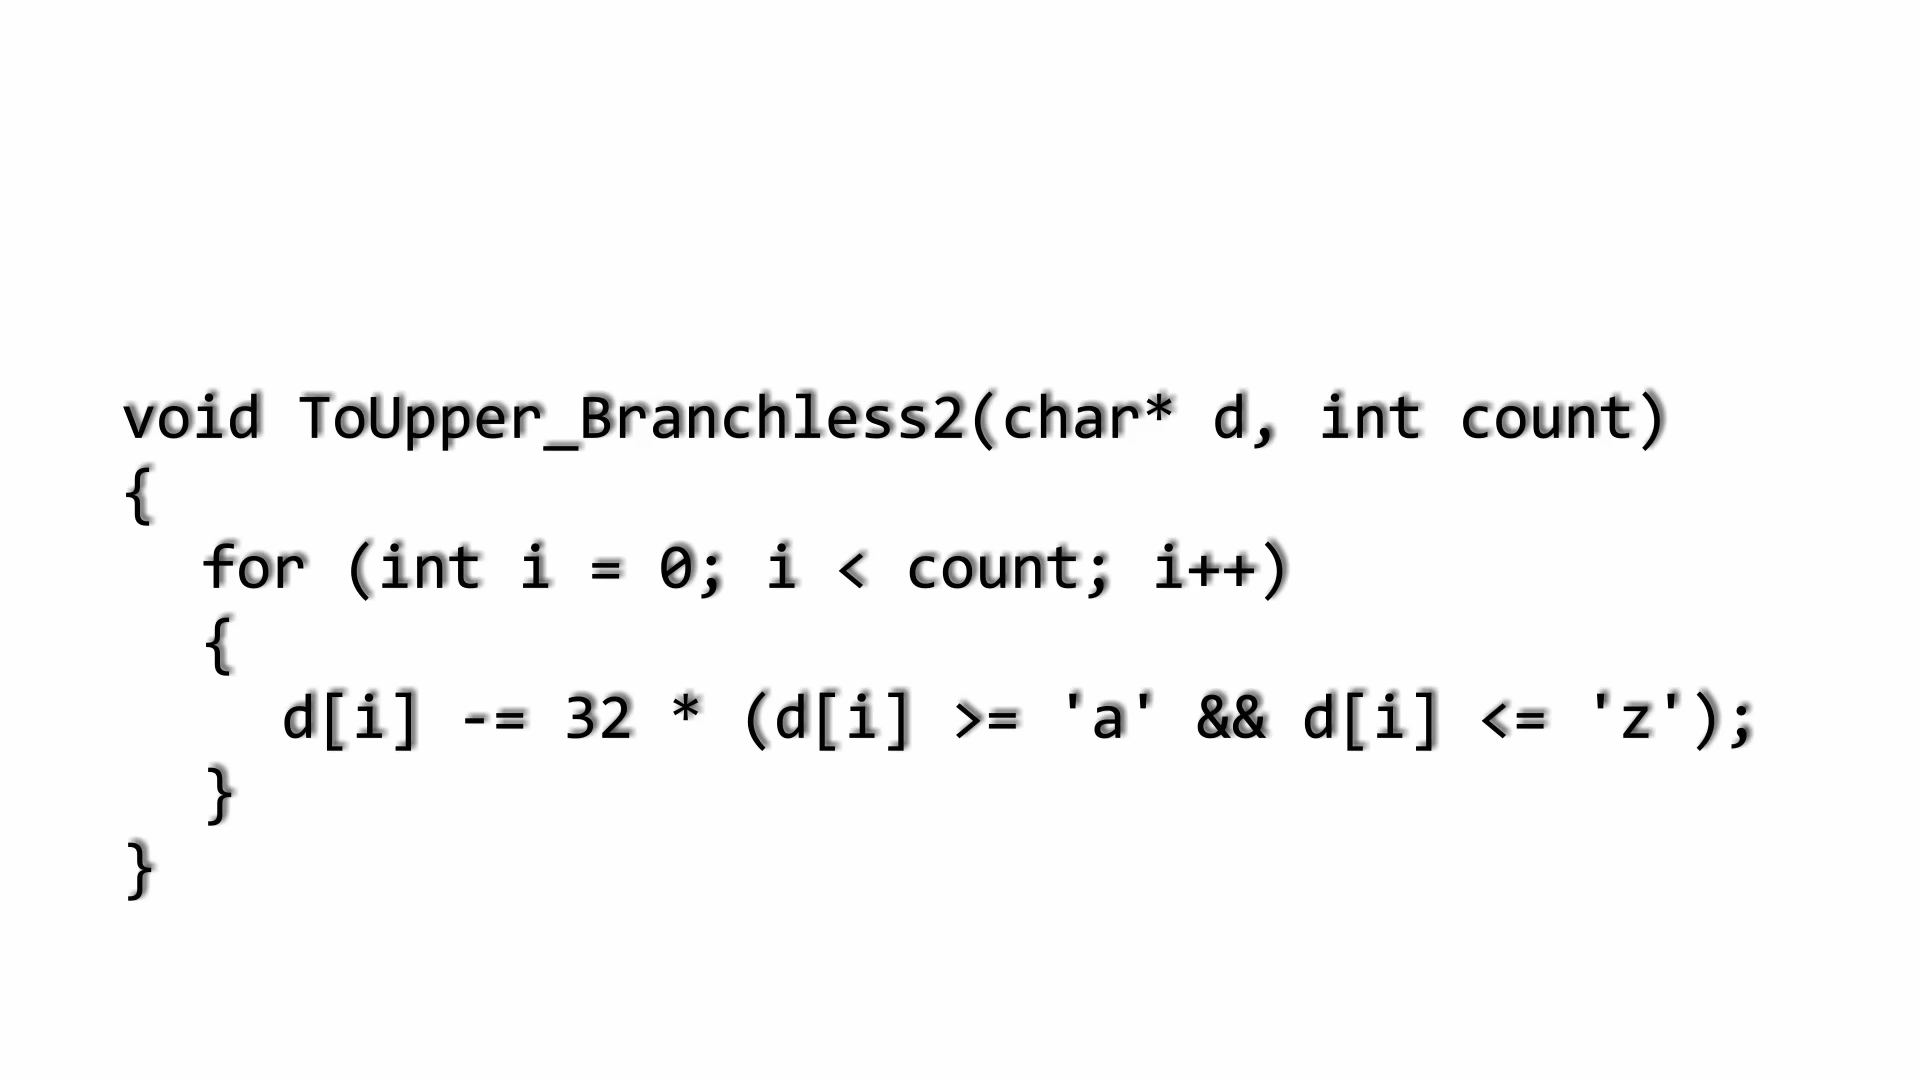 void ToUpper_Branchless2(char* d, int count)
{
for (int i = 0; i < count; i++)
{
d[i] -= 32 * (d[i] >= 'a' && d[i] <= 'z');
}
}